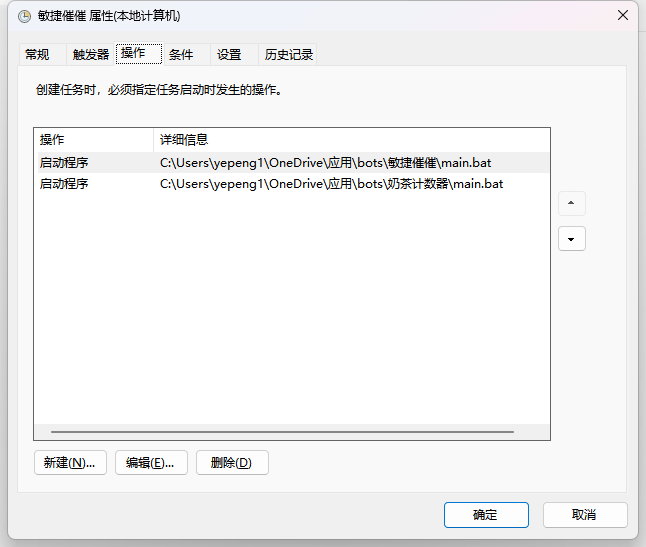 敏捷催催 属性(本地计算机)
常规 触发器 操作 条件 设置 历史记录
创建任务时，必须指定任务启动时发生的操作。
操作 详细信息
启动程序 C:\Users\yepeng1\OneDrive\应用\bots\敏捷催催\main.bat
启动程序 C:\Users\yepeng1\OneDrive\应用\bots\奶茶计数器\main.bat
新建(N)... 编辑(E)... 删除(D)
确定 取消